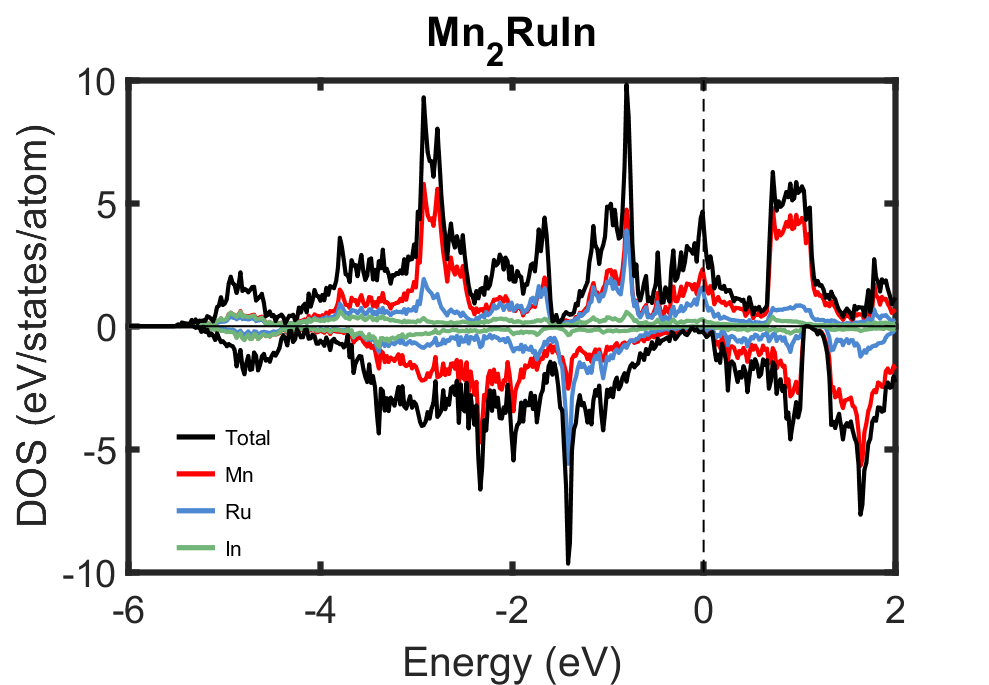 Mn2RuIn
DOS (eV/states/atom)
10
5
0
-5
-10
Total
Mn
Ru
In
-6 -4 -2 0 2
Energy (eV)